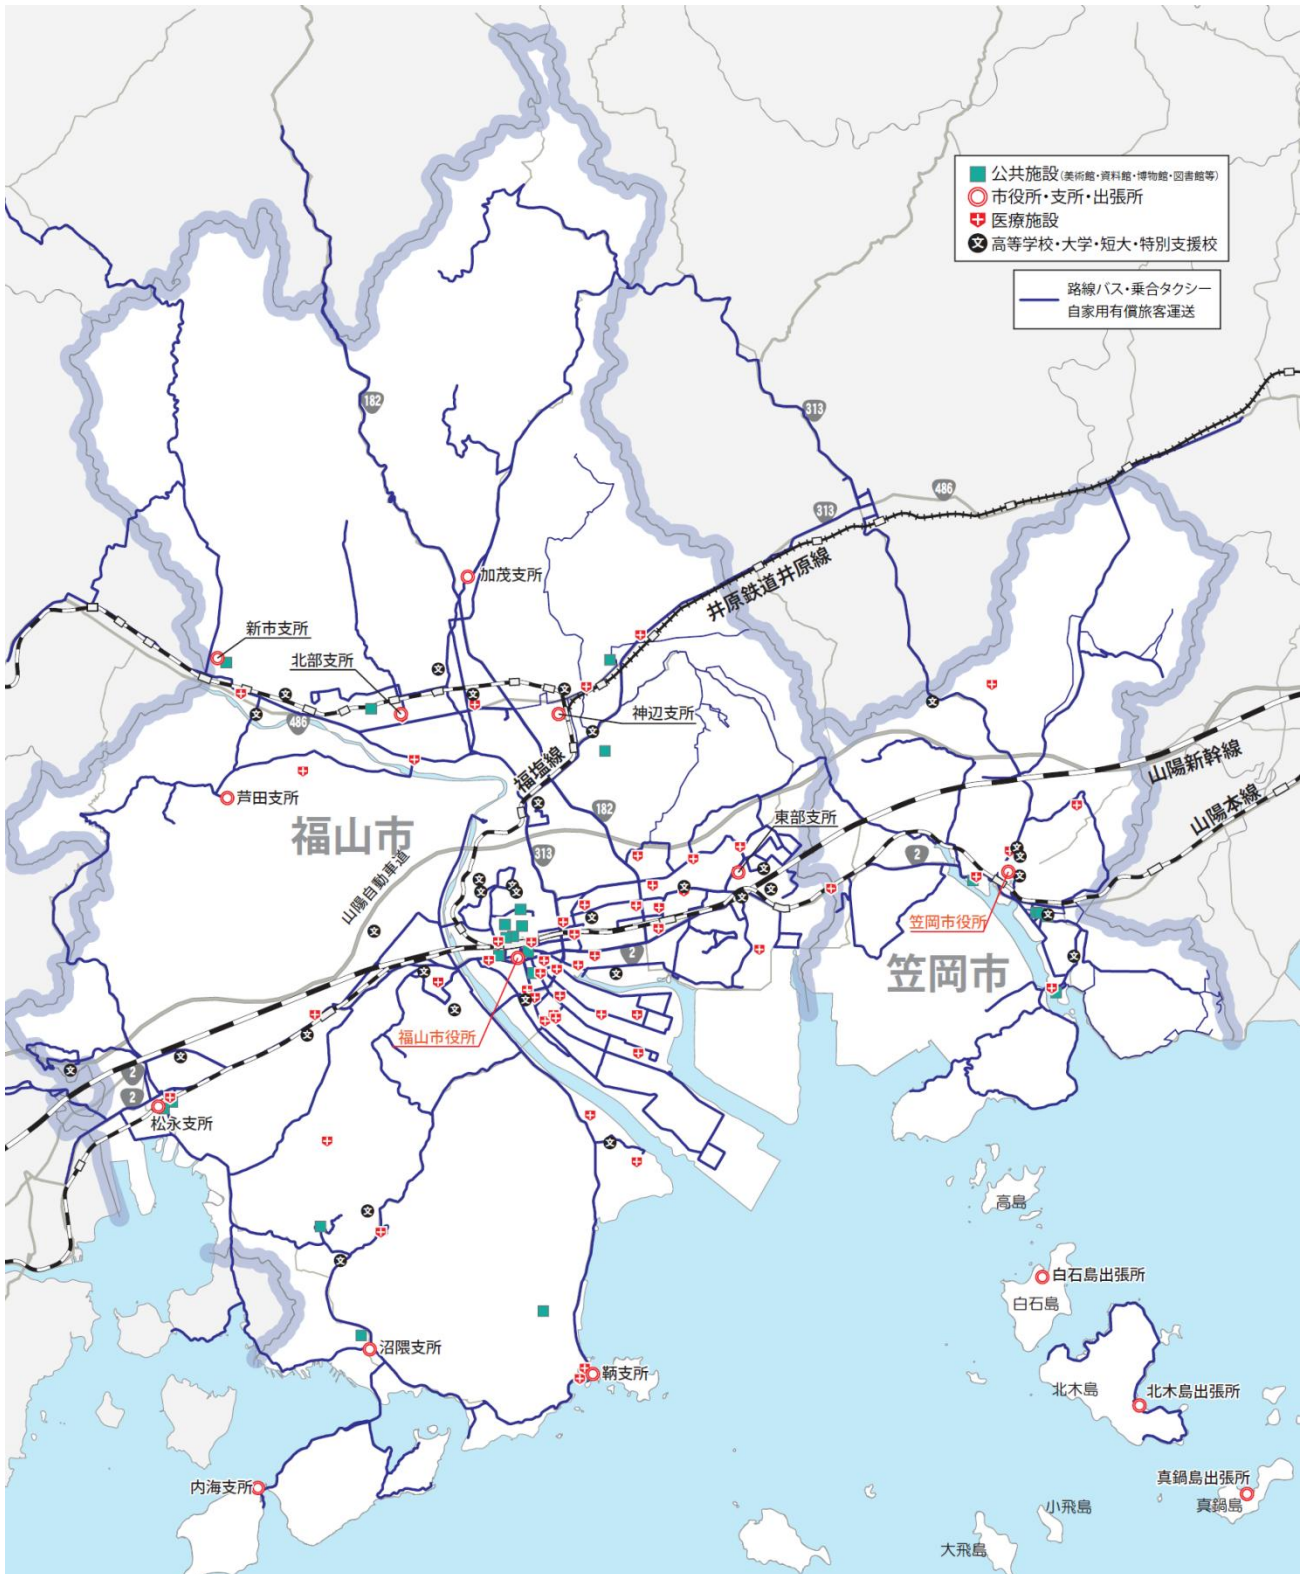 公共施設(美術館・資料館・博物館・図書館等)
市役所・支所・出張所
医療施設
文 高等学校・大学・短大・特別支援校
路線バス・乗合タクシー
自家用有償旅客運送
182
313
486
313
井原鉄道井原線
加茂支所
新市支所
北部支所
神辺支所
486
福塩線
山陽新幹線
山陽本線
芦田支所
182
東部支所
福山市
313
2
山陽自動車道
笠岡市役所
笠岡市
2
福山市役所
2
2
松永支所
高島
白石島出張所
白石島
沼隈支所
鞆支所
北木島
北木島出張所
内海支所
真鍋島出張所
真鍋島
小飛島
大飛島